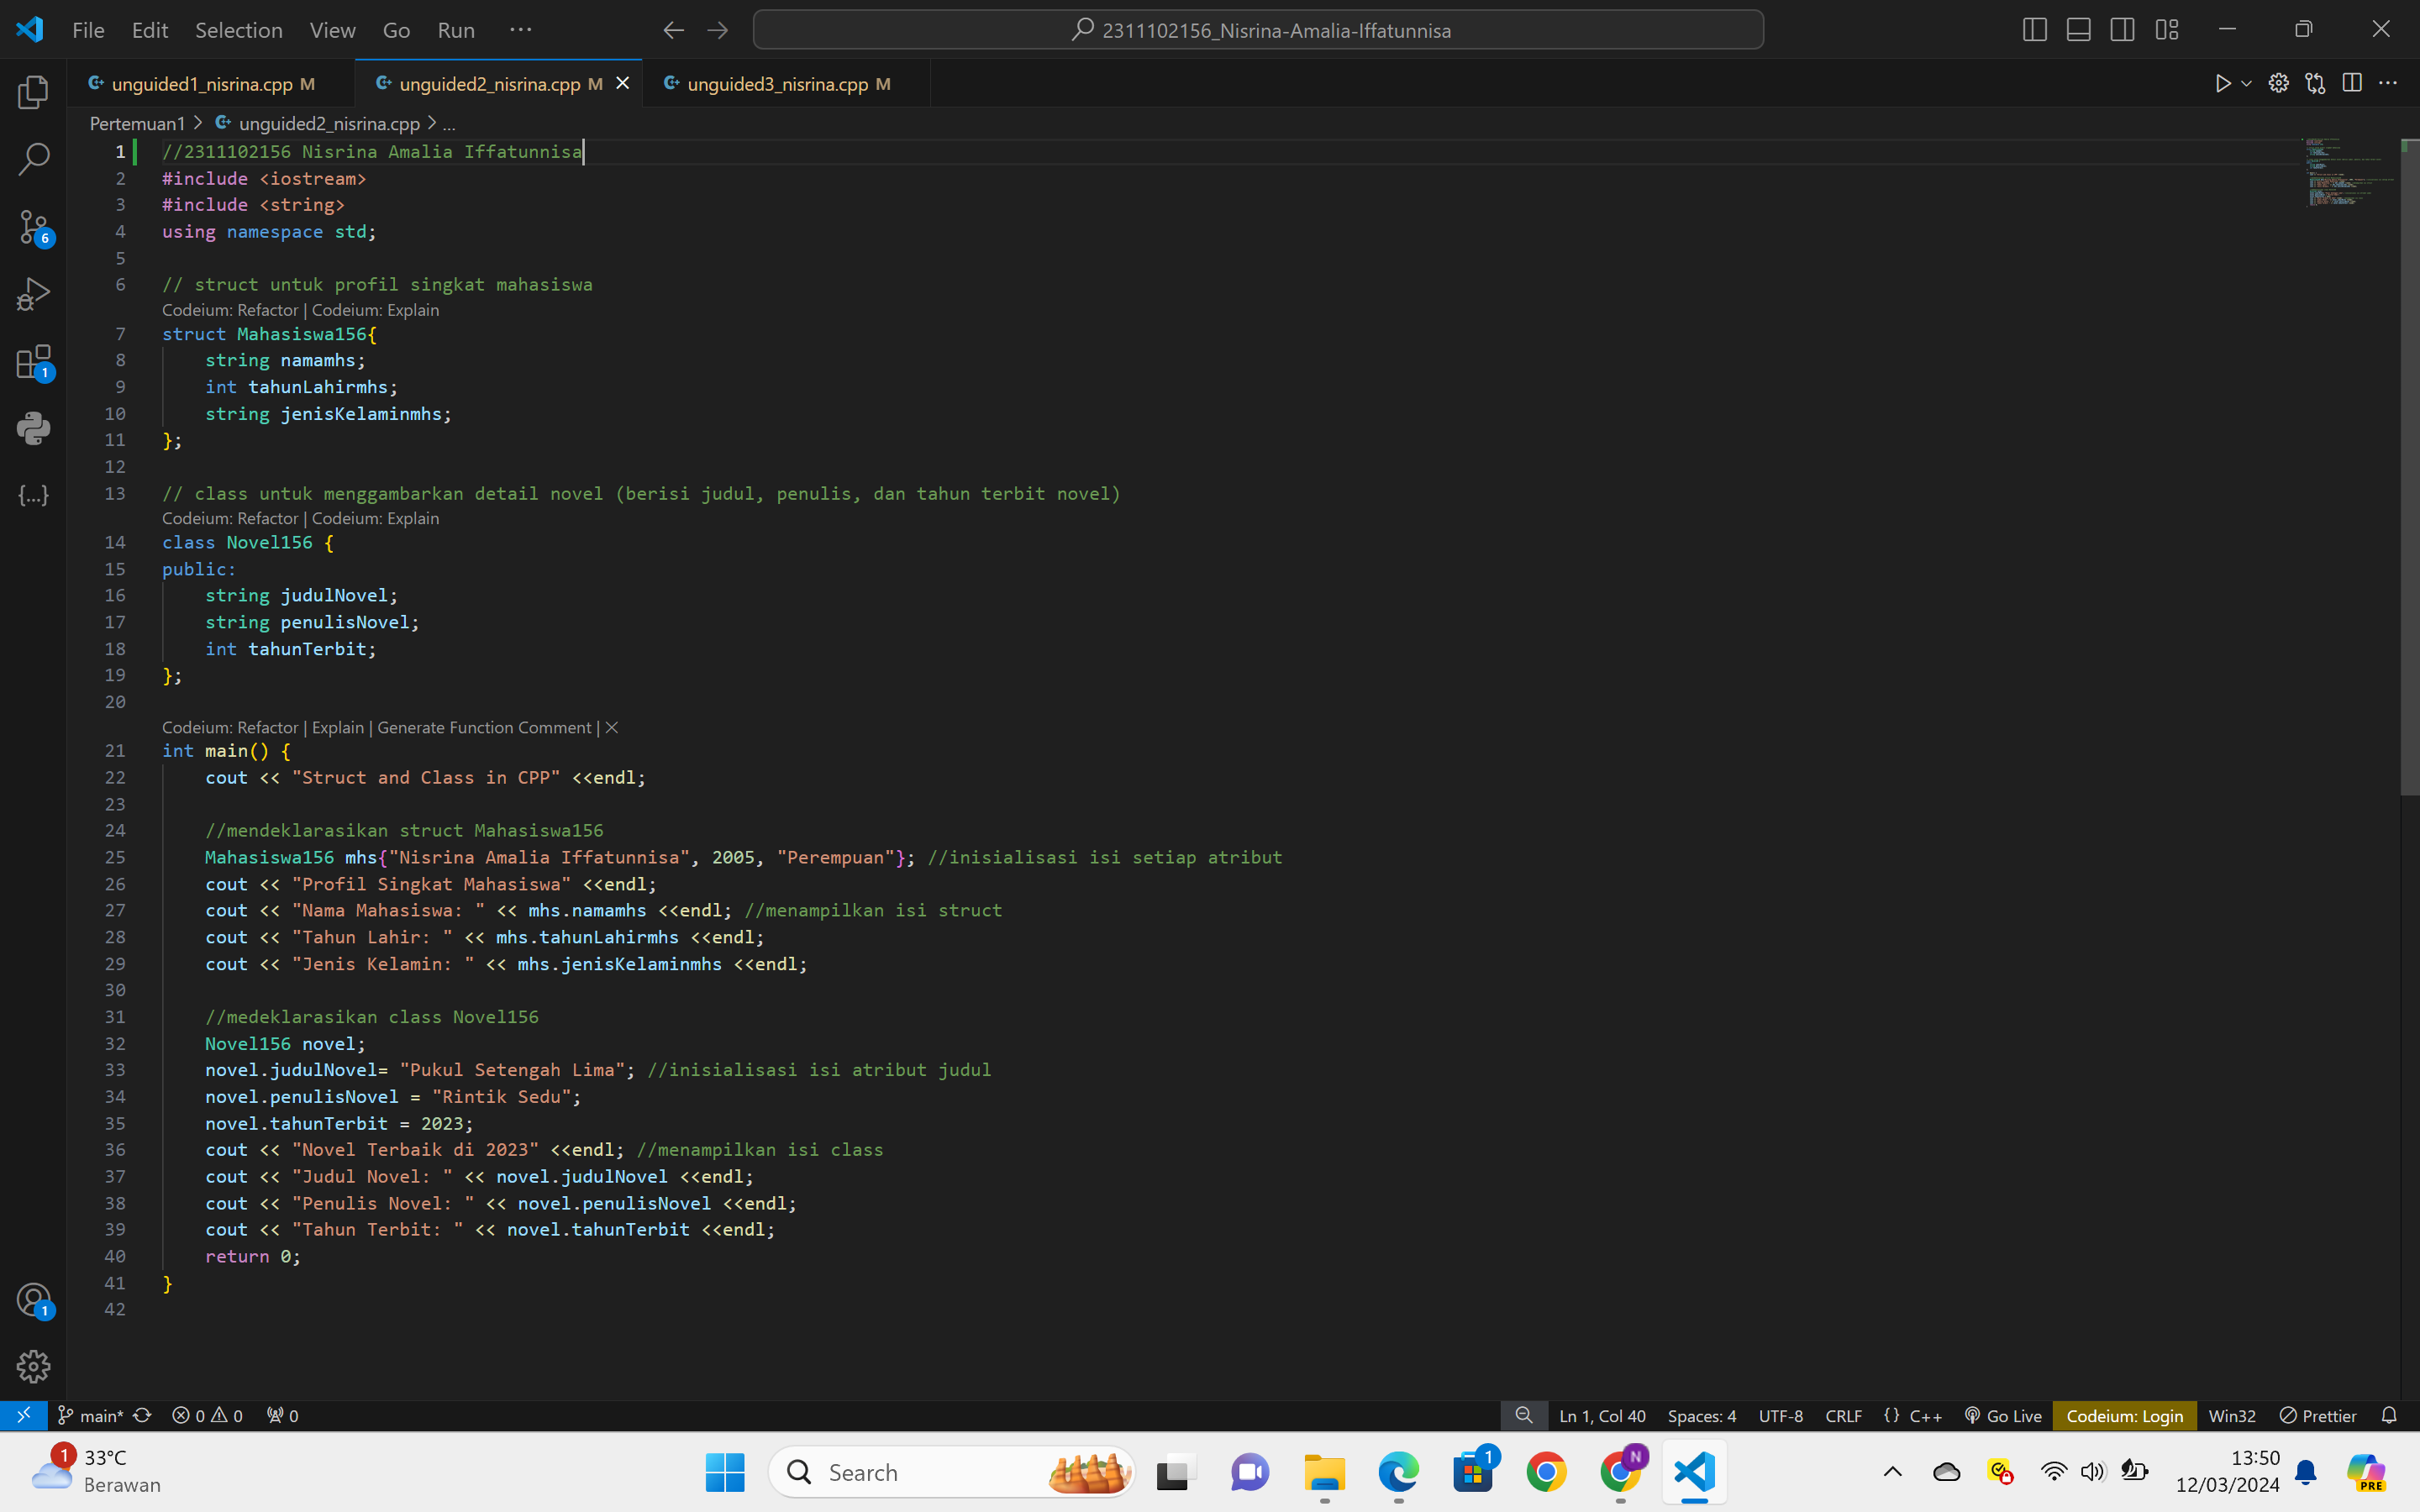 File Edit Selection View Go Run ··· 2311102156_Nisrina-Amalia-Iffatunnisa
unguided1_nisrina.cpp M unguided2_nisrina.cpp M unguided3_nisrina.cpp M
Pertemuan1 > unguided2_nisrina.cpp > ...
1 //2311102156 Nisrina Amalia Iffatunnisa
2 #include <iostream>
3 #include <string>
4 using namespace std;
5
6 // struct untuk profil singkat mahasiswa
Codeium: Refactor | Codeium: Explain
7 struct Mahasiswa156{
8 string namamhs;
9 int tahunLahirmhs;
10 string jenisKelaminmhs;
11 };
12
13 // class untuk menggambarkan detail novel (berisi judul, penulis, dan tahun terbit novel)
Codeium: Refactor | Codeium: Explain
14 class Novel156 {
15 public:
16 string judulNovel;
17 string penulisNovel;
18 int tahunTerbit;
19 };
20
Codeium: Refactor | Explain | Generate Function Comment | ×
21 int main() {
22 cout << "Struct and Class in CPP" <<endl;
23
24 //mendeklarasikan struct Mahasiswa156
25 Mahasiswa156 mhs{"Nisrina Amalia Iffatunnisa", 2005, "Perempuan"}; //inisialisasi isi setiap atribut
26 cout << "Profil Singkat Mahasiswa" <<endl;
27 cout << "Nama Mahasiswa: " << mhs.namamhs <<endl; //menampilkan isi struct
28 cout << "Tahun Lahir: " << mhs.tahunLahirmhs <<endl;
29 cout << "Jenis Kelamin: " << mhs.jenisKelaminmhs <<endl;
30
31 //medeklarasikan class Novel156
32 Novel156 novel;
33 novel.judulNovel= "Pukul Setengah Lima"; //inisialisasi isi atribut judul
34 novel.penulisNovel = "Rintik Sedu";
35 novel.tahunTerbit = 2023;
36 cout << "Novel Terbaik di 2023" <<endl; //menampilkan isi class
37 cout << "Judul Novel: " << novel.judulNovel <<endl;
38 cout << "Penulis Novel: " << novel.penulisNovel <<endl;
39 cout << "Tahun Terbit: " << novel.tahunTerbit <<endl;
40 return 0;
41 }
42
6
1
{...}
1
main* 0 0 0 Ln 1, Col 40 Spaces: 4 UTF-8 CRLF {} C++ Go Live Codeium: Login Win32 Prettier
1 33°C
Berawan
Search
1
N
13:50
12/03/2024
PRE